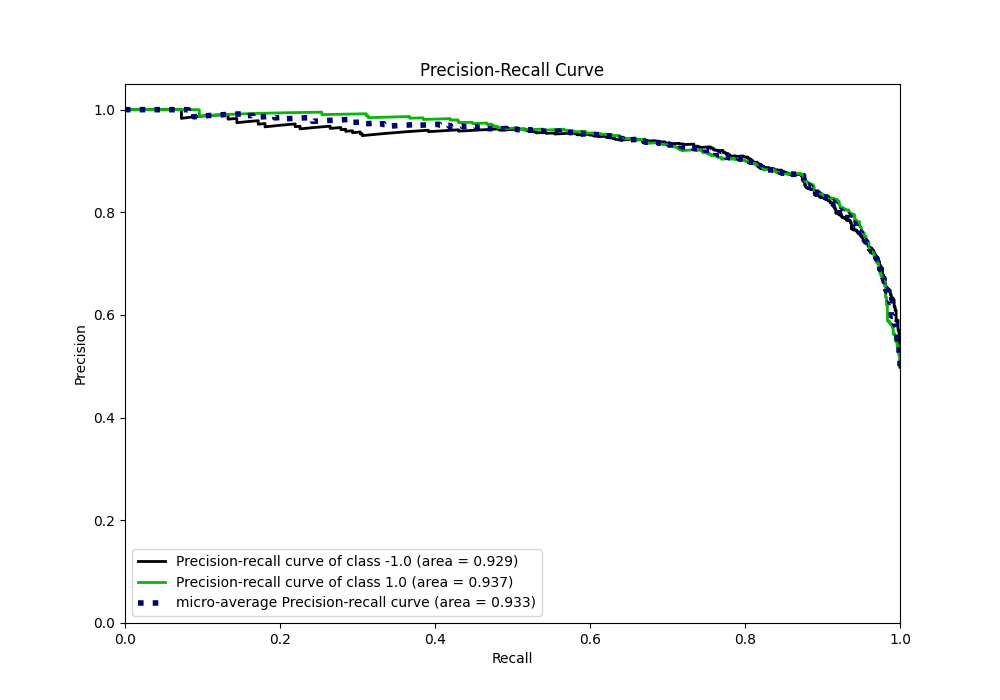 Precision-Recall Curve
1.0
0.8
0.6
0.4
0.2
0.0
Precision
Precision-recall curve of class -1.0 (area = 0.929)
Precision-recall curve of class 1.0 (area = 0.937)
micro-average Precision-recall curve (area = 0.933)
0.0 0.2 0.4 0.6 0.8 1.0
Recall